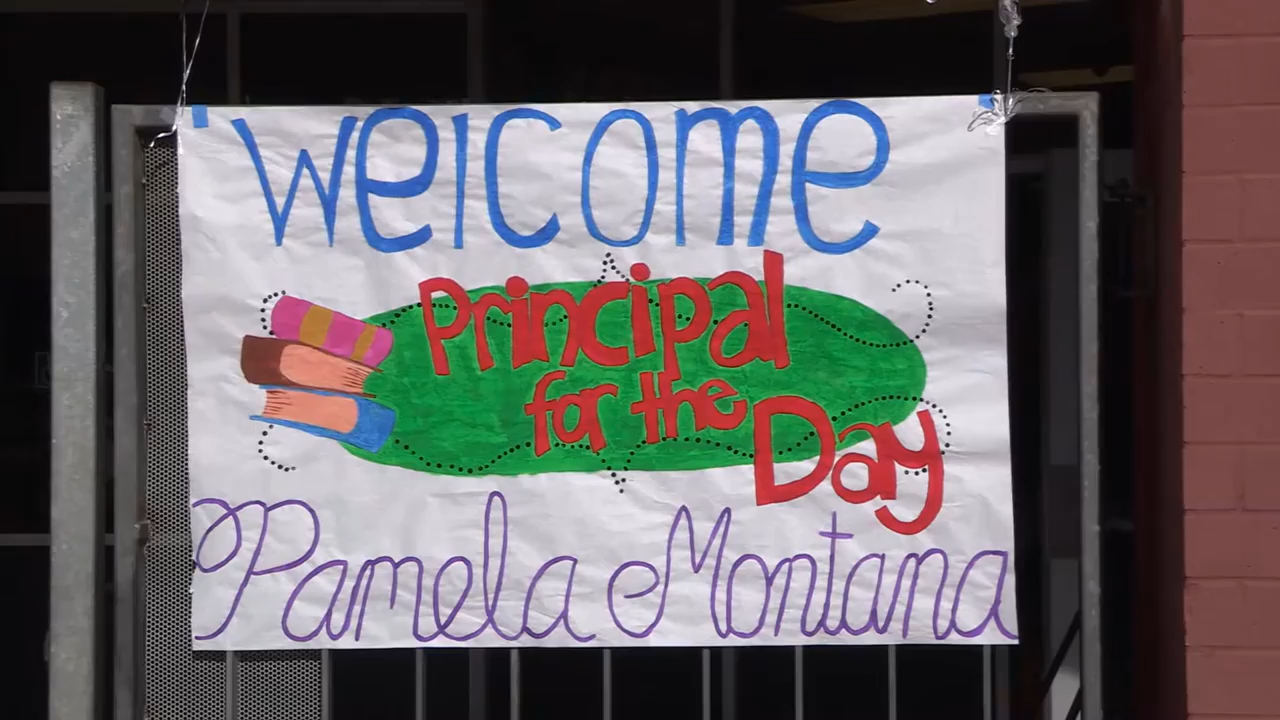 Welcome
Principal
for the
Day
Pamela Montana